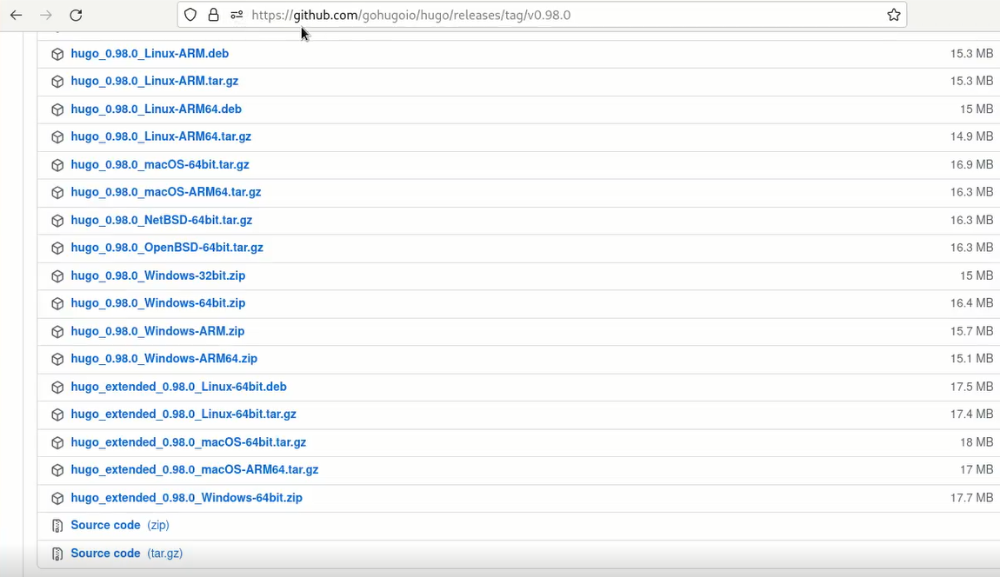 https://github.com/gohugoio/hugo/releases/tag/v0.98.0
hugo_0.98.0_Linux-ARM.deb 15.3 MB
hugo_0.98.0_Linux-ARM.tar.gz 15.3 MB
hugo_0.98.0_Linux-ARM64.deb 15 MB
hugo_0.98.0_Linux-ARM64.tar.gz 14.9 MB
hugo_0.98.0_macOS-64bit.tar.gz 16.9 MB
hugo_0.98.0_macOS-ARM64.tar.gz 16.3 MB
hugo_0.98.0_NetBSD-64bit.tar.gz 16.3 MB
hugo_0.98.0_OpenBSD-64bit.tar.gz 16.3 MB
hugo_0.98.0_Windows-32bit.zip 15 MB
hugo_0.98.0_Windows-64bit.zip 16.4 MB
hugo_0.98.0_Windows-ARM.zip 15.7 MB
hugo_0.98.0_Windows-ARM64.zip 15.1 MB
hugo_extended_0.98.0_Linux-64bit.deb 17.5 MB
hugo_extended_0.98.0_Linux-64bit.tar.gz 17.4 MB
hugo_extended_0.98.0_macOS-64bit.tar.gz 18 MB
hugo_extended_0.98.0_macOS-ARM64.tar.gz 17 MB
hugo_extended_0.98.0_Windows-64bit.zip 17.7 MB
Source code (zip)
Source code (tar.gz)